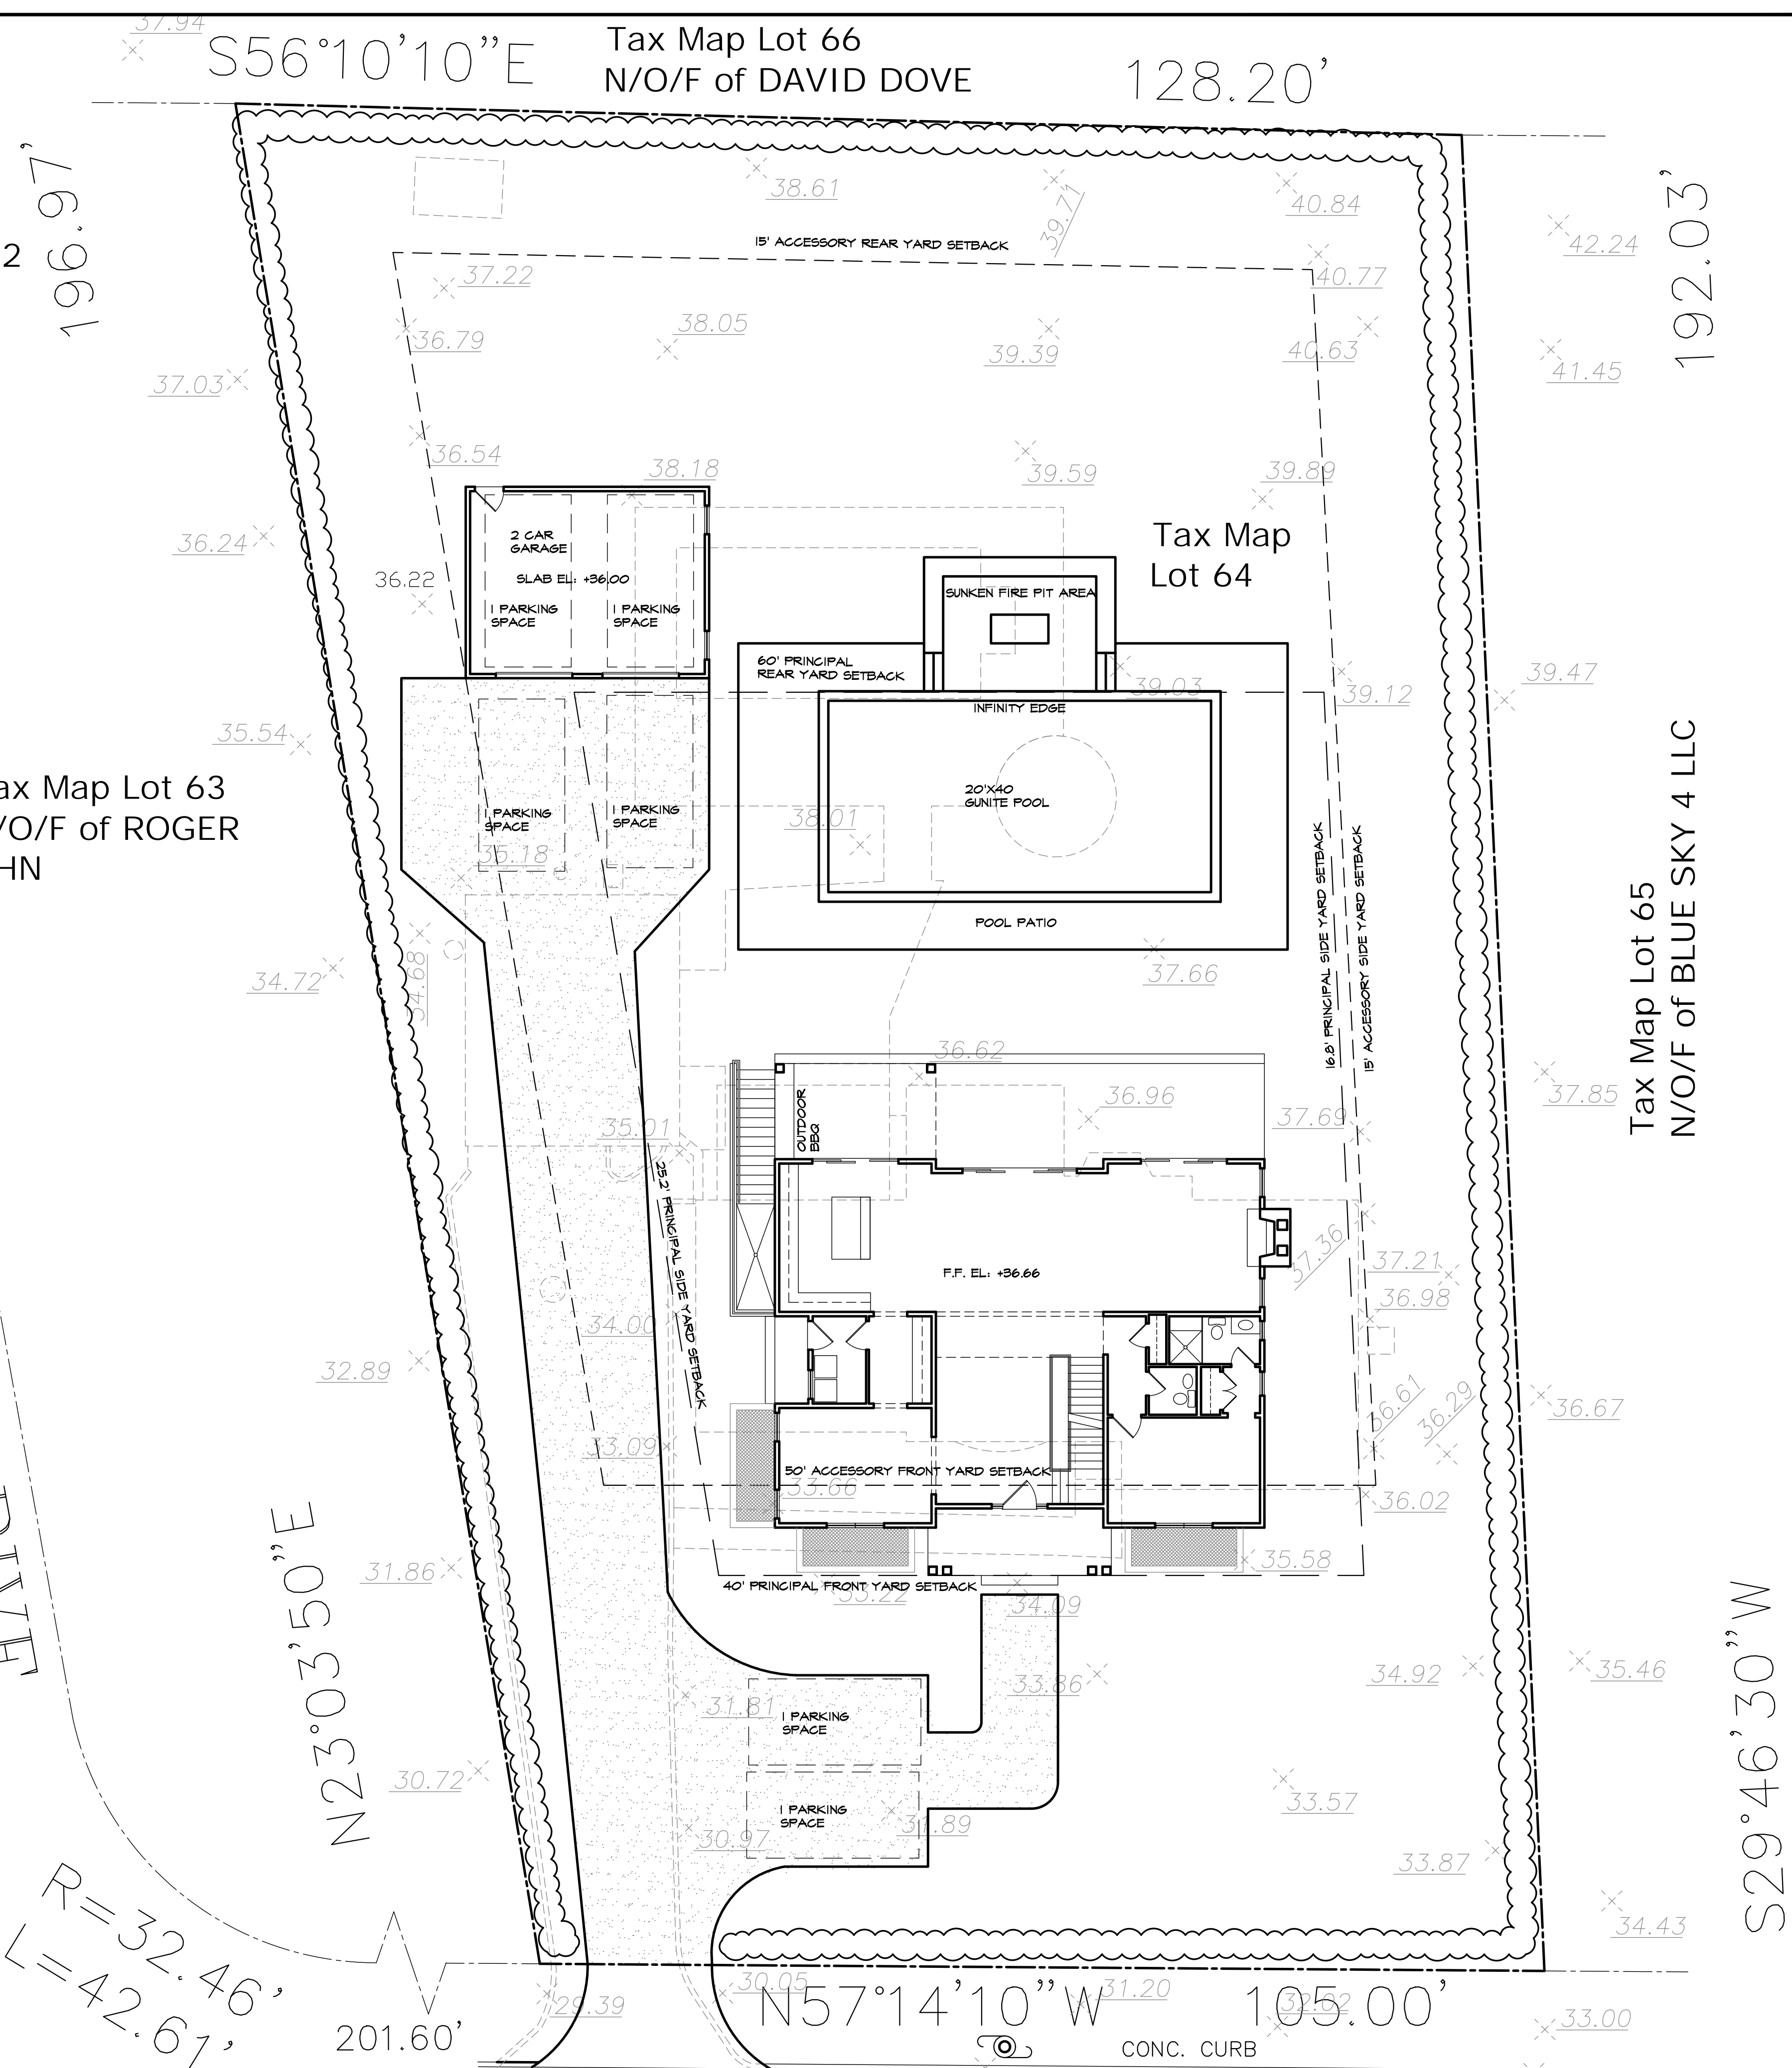 37.94
S56°10'10"E
Tax Map Lot 66
N/O/F of DAVID DOVE
128.20'
196.97'
2
38.61
39.71
40.84
42.24
192.03'
15' ACCESSORY REAR YARD SETBACK
37.22
40.77
36.79
38.05
39.39
40.63
41.45
37.03
36.54
38.18
39.59
39.89
36.24
2 CAR
GARAGE
36.22
SLAB EL: +36.00
1 PARKING
SPACE
1 PARKING
SPACE
Tax Map
Lot 64
SUNKEN FIRE PIT AREA
60' PRINCIPAL
REAR YARD SETBACK
39.03
39.12
39.47
INFINITY EDGE
35.54
ax Map Lot 63
/O/F of ROGER
HN
1 PARKING
SPACE
1 PARKING
SPACE
35.18
38.01
20'X40
GUNITE POOL
POOL PATIO
16.8' PRINCIPAL SIDE YARD SETBACK
15' ACCESSORY SIDE YARD SETBACK
Tax Map Lot 65
N/O/F of BLUE SKY 4 LLC
34.72
34.68
37.66
36.62
36.96
37.69
37.85
OUTDOOR
BBQ
35.01
25.2' PRINCIPAL SIDE YARD SETBACK
F.F. EL: +36.66
37.36
37.21
36.98
34.00
32.89
36.61
36.29
36.67
33.09
50' ACCESSORY FRONT YARD SETBACK
33.66
36.02
31.86
35.58
40' PRINCIPAL FRONT YARD SETBACK
33.22
34.09
N23°03'50"E
31.81
33.86
34.92
35.46
S29°46'30"W
1 PARKING
SPACE
30.72
33.57
1 PARKING
SPACE
30.97
31.89
33.87
R=32.46'
L=42.61'
34.43
29.39
30.05
N57°14'10"W
31.20
105.00'
32.02
33.00
201.60'
CONC. CURB